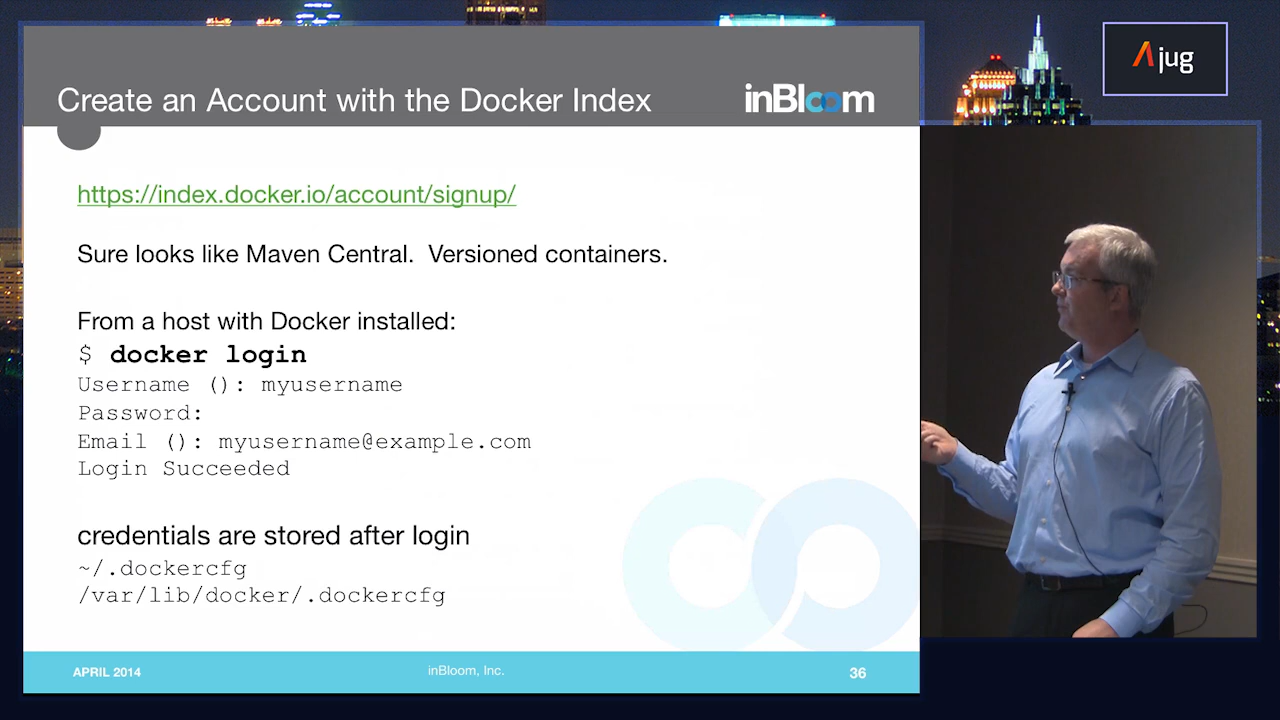 Create an Account with the Docker Index
inBloom
Ajug
https://index.docker.io/account/signup/
Sure looks like Maven Central.  Versioned containers.
From a host with Docker installed:
$ docker login
Username (): myusername
Password:
Email (): myusername@example.com
Login Succeeded
credentials are stored after login
~/.dockercfg
/var/lib/docker/.dockercfg
APRIL 2014
inBloom, Inc.
36